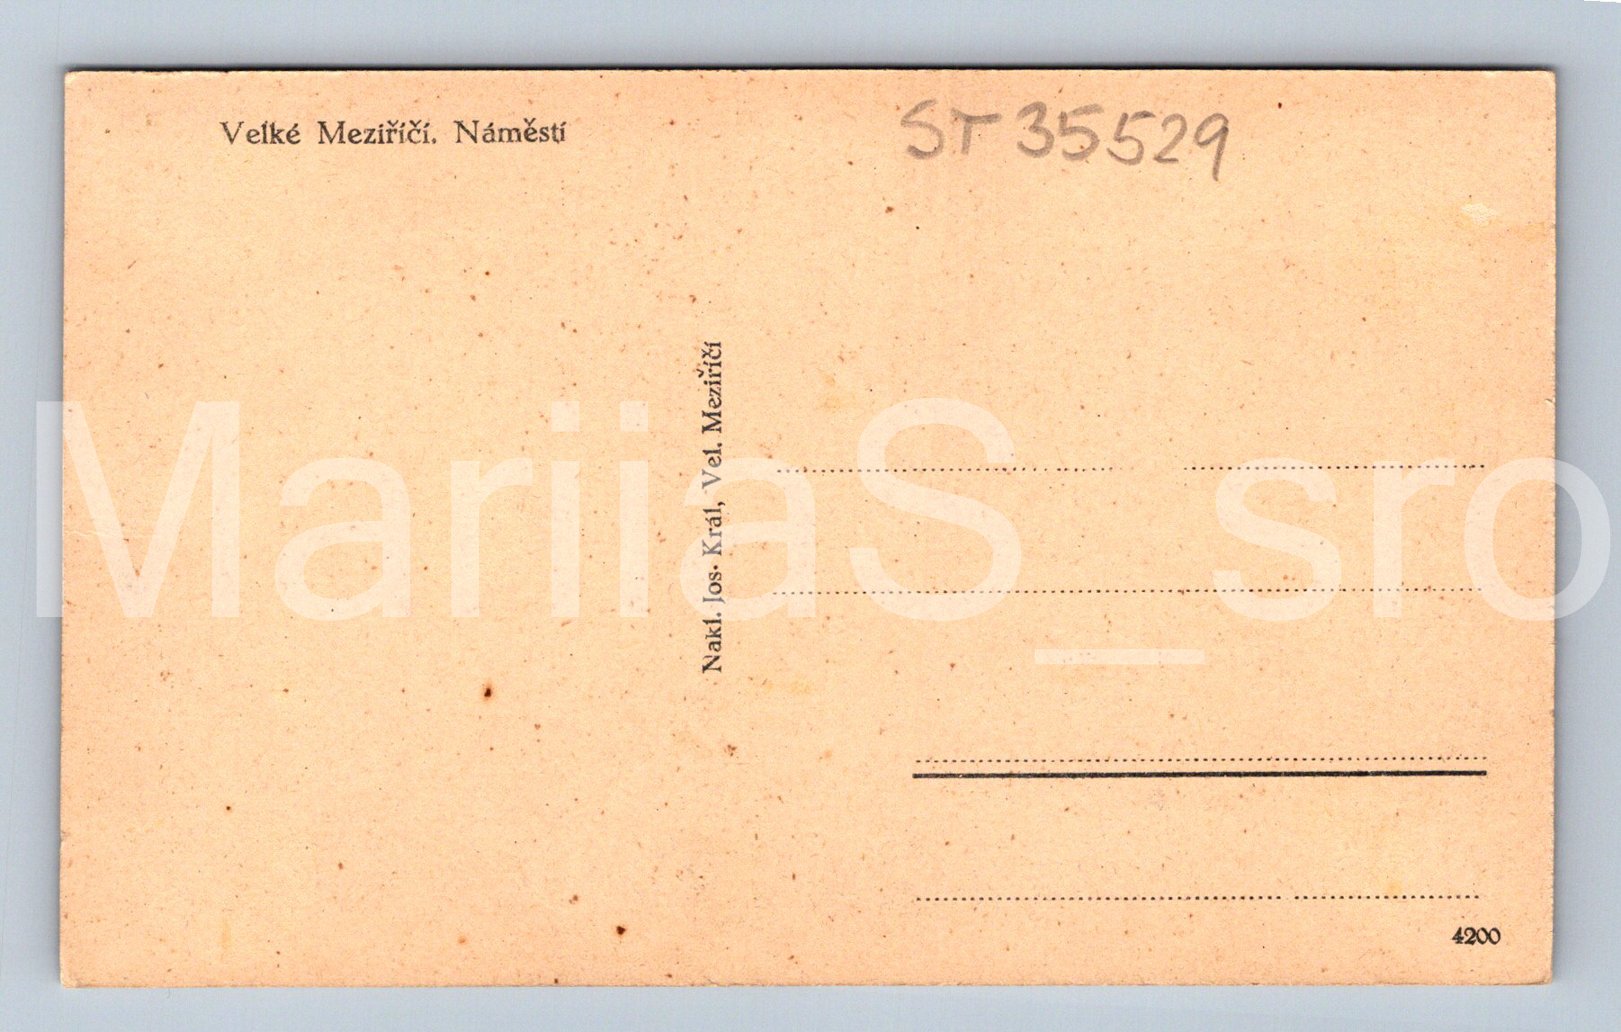 Velké Meziříčí. Náměstí
ST 35529
Nakl. Jos. Král, Vel. Meziříčí
MariiaS_sro
4200